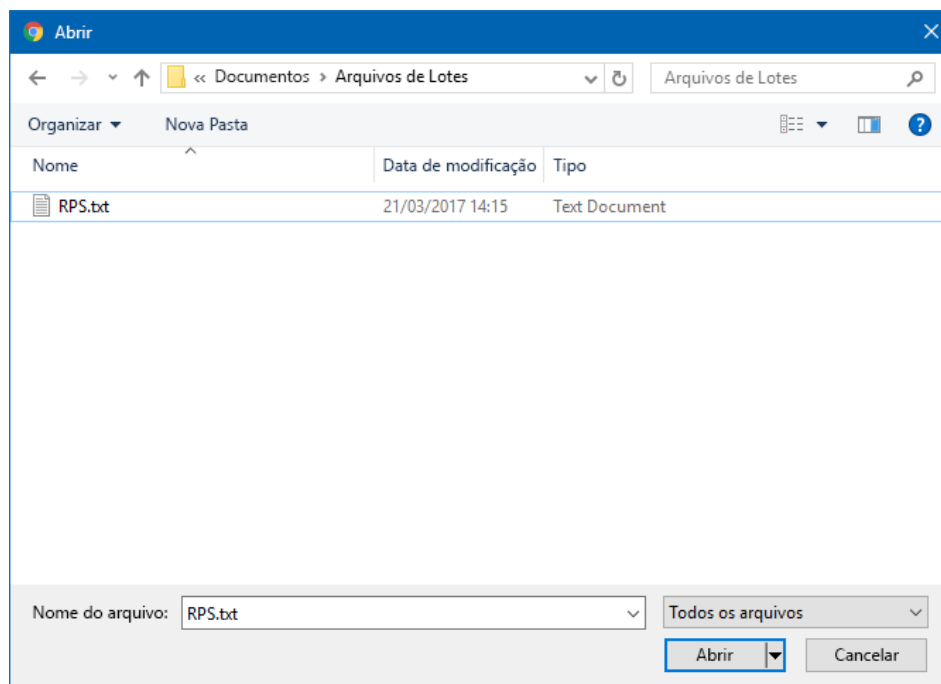 Abrir
« Documentos › Arquivos de Lotes Arquivos de Lotes
Organizar Nova Pasta ?
Nome Data de modificação Tipo
RPS.txt 21/03/2017 14:15 Text Document
Nome do arquivo: RPS.txt Todos os arquivos
Abrir Cancelar